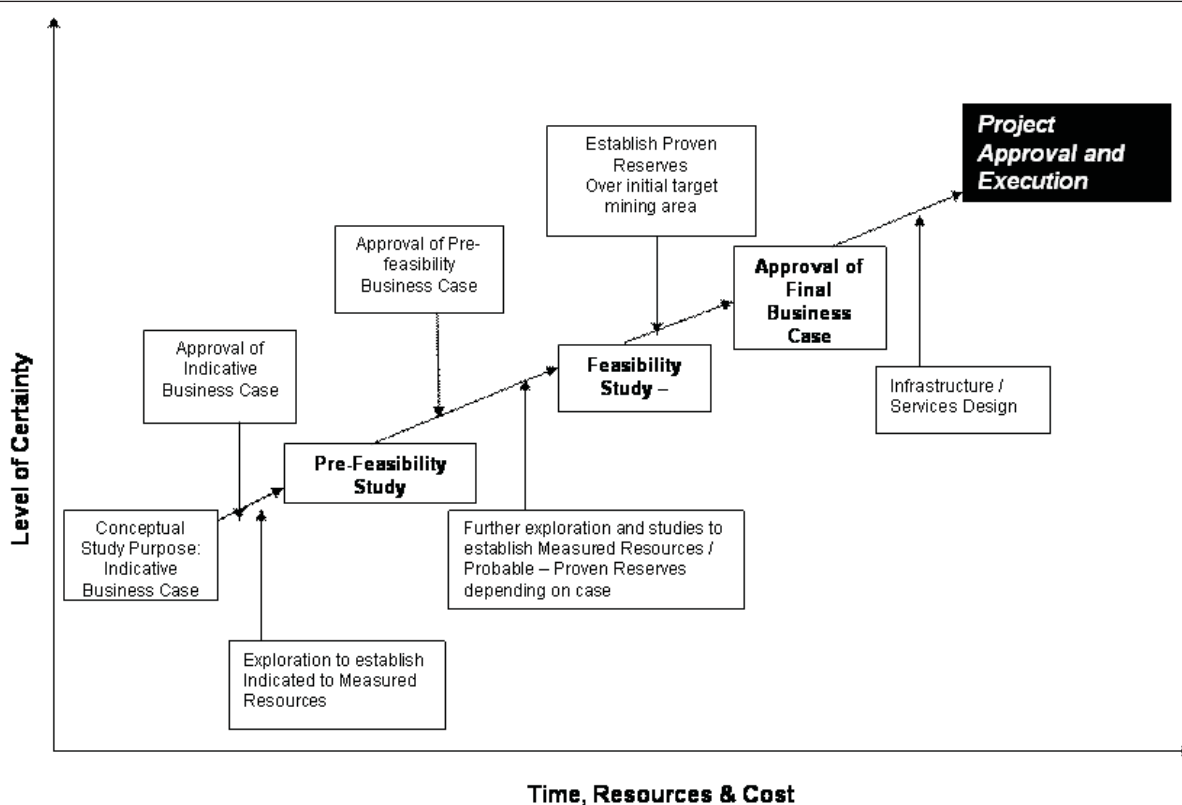 Project
Approval and
Execution
Establish Proven
Reserves
Over initial target
mining area
Approval of Pre-
feasibility
Business Case
Approval of
Final
Business
Case
Approval of
Indicative
Business Case
Feasibility
Study –
Infrastructure /
Services Design
Pre-Feasibility
Study
Conceptual
Study Purpose:
Indicative
Business Case
Further exploration and studies to
establish Measured Resources /
Probable – Proven Reserves
depending on case
Exploration to establish
Indicated to Measured
Resources
Level of Certainty
Time, Resources & Cost